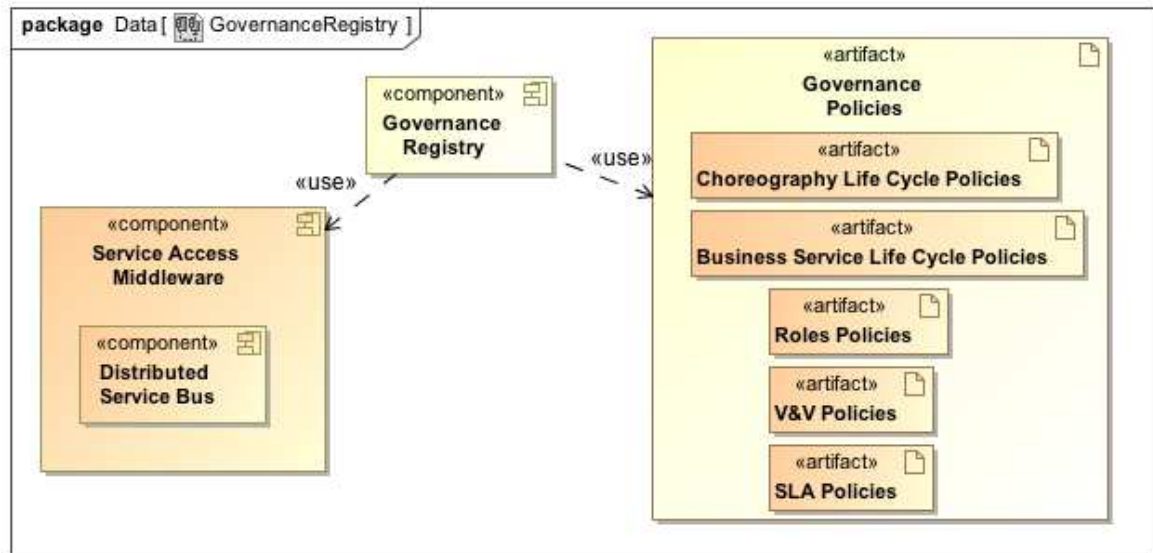 package Data [ GovernanceRegistry ]
«component»
Governance
Registry
«use»
«use»
«component»
Service Access
Middleware
«component»
Distributed
Service Bus
«artifact»
Governance
Policies
«artifact»
Choreography Life Cycle Policies
«artifact»
Business Service Life Cycle Policies
«artifact»
Roles Policies
«artifact»
V&V Policies
«artifact»
SLA Policies